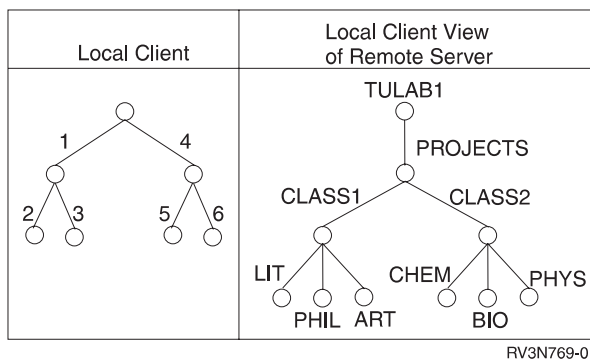 Local Client
Local Client View
of Remote Server
1
4
2
3
5
6
TULAB1
PROJECTS
CLASS1
CLASS2
LIT
PHIL
ART
CHEM
BIO
PHYS
RV3N769-0